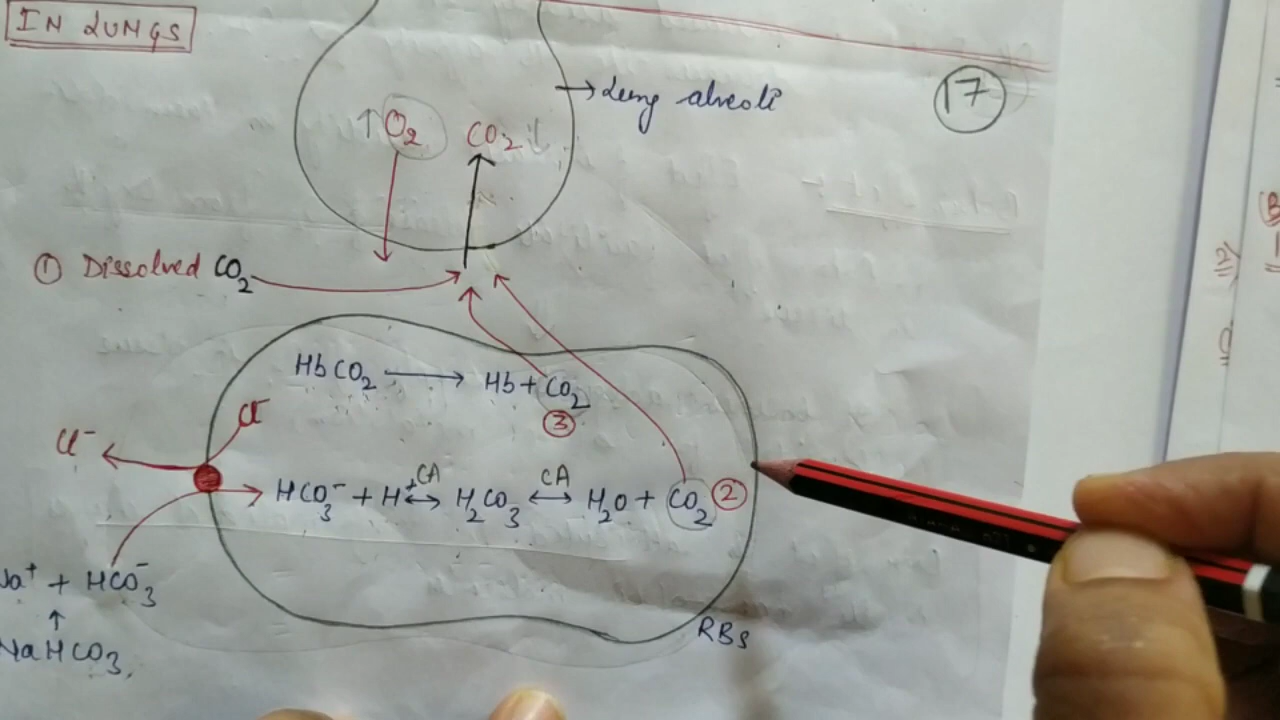 IN LUNGS
17
→ Lung alveoli
↑O₂ CO₂↓
① Dissolved CO₂
HbCO₂ → Hb + CO₂
③
Cl⁻
Cl⁻
HCO₃⁻ + H⁺ ↔ CA H₂CO₃ ↔ CA H₂O + CO₂ ②
Na⁺ + HCO₃⁻
↑
NaHCO₃
RBs